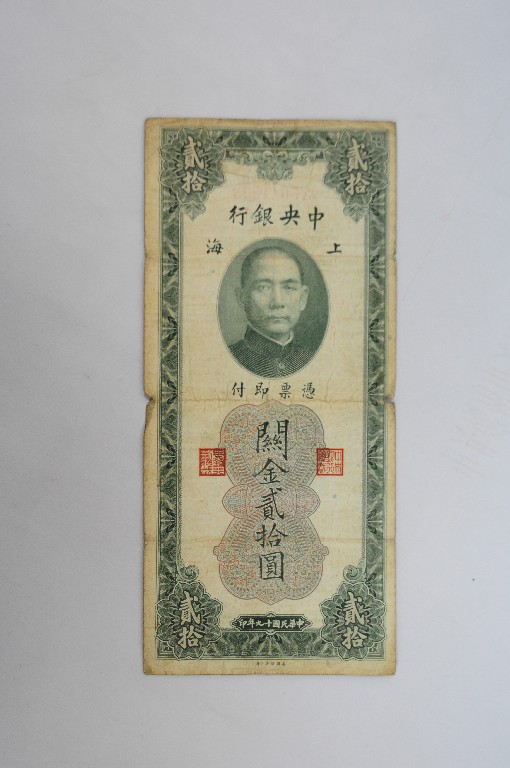 貳拾 貳拾
中央銀行
上海
憑票即付
關金貳拾圓
貳拾 貳拾
中華民國十九年印